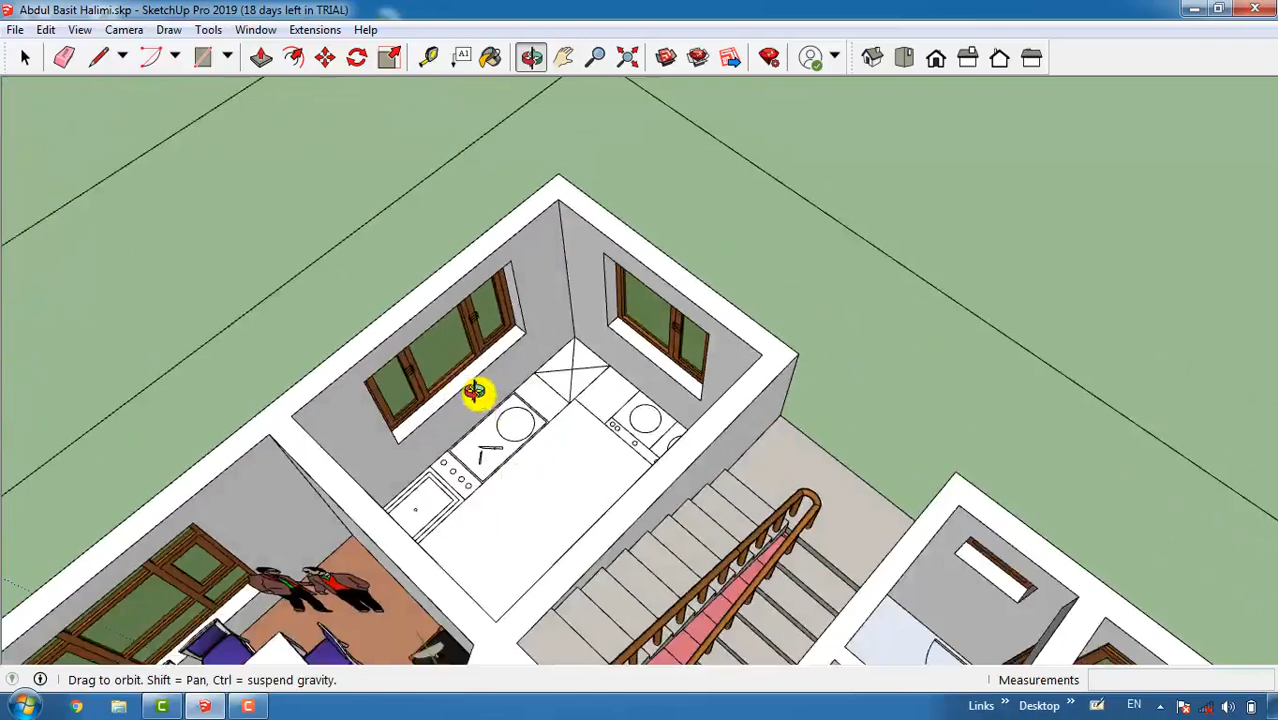 Abdul Basit Halimi.skp - SketchUp Pro 2019 (18 days left in TRIAL)
File Edit View Camera Draw Tools Window Extensions Help
A1
Drag to orbit. Shift = Pan, Ctrl = suspend gravity.
Measurements
C C
Links » Desktop » EN